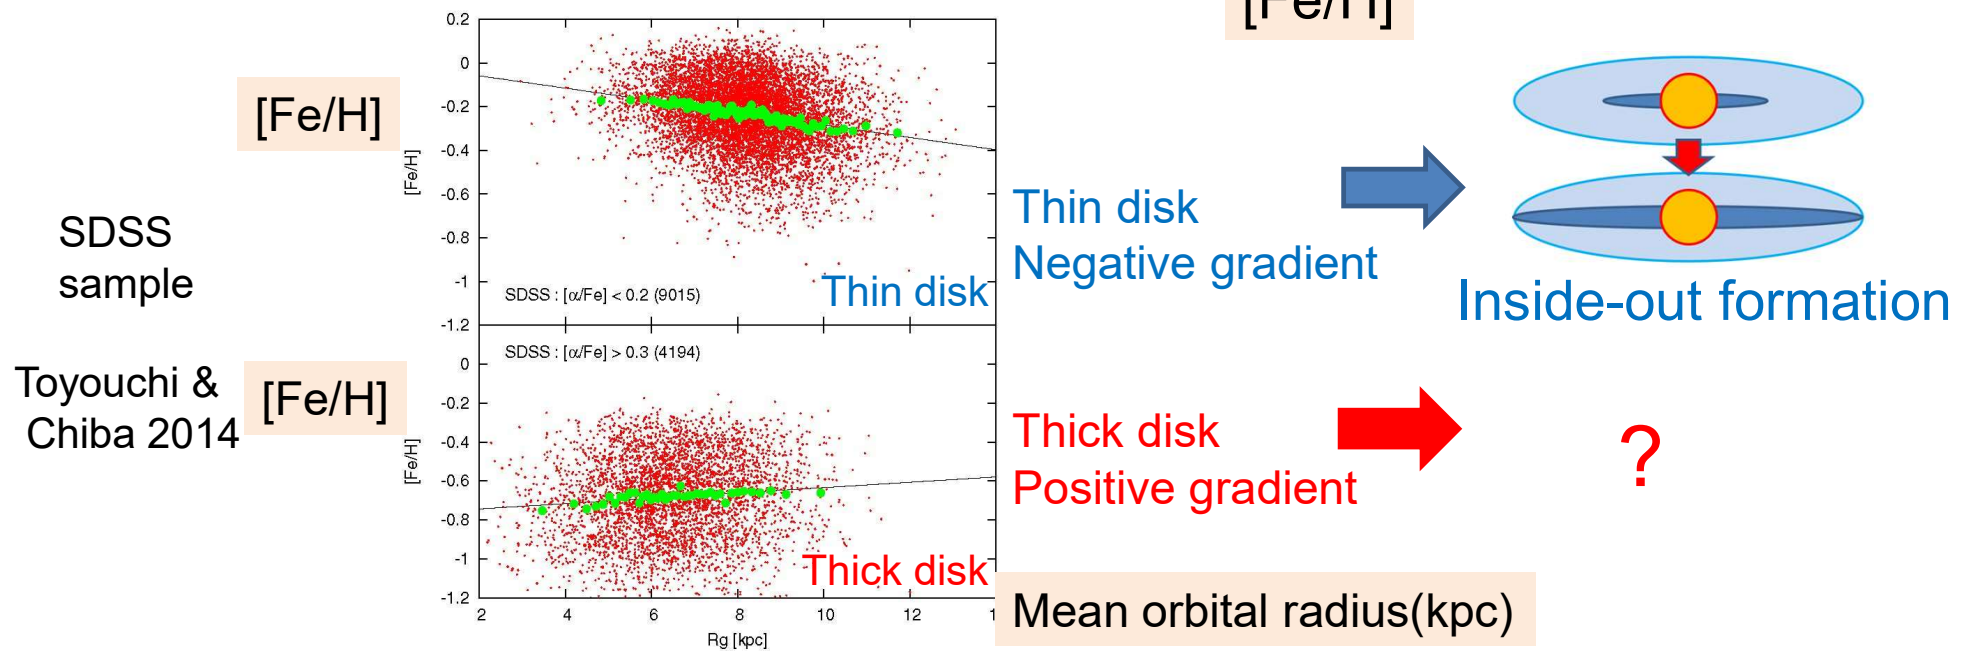 [Fe/H]
[Fe/H]
SDSS
sample
Toyouchi &
Chiba 2014
[Fe/H]
0.2
0
-0.2
-0.4
-0.6
-0.8
-1
-1.2
[Fe/H]
SDSS : [α/Fe] < 0.2 (9015)
Thin disk
SDSS : [α/Fe] > 0.3 (4194)
0
-0.2
-0.4
-0.6
-0.8
-1
-1.2
[Fe/H]
Thick disk
2 4 6 8 10 12 1
Rg [kpc]
Thin disk
Negative gradient
Inside-out formation
Thick disk
Positive gradient
?
Mean orbital radius(kpc)